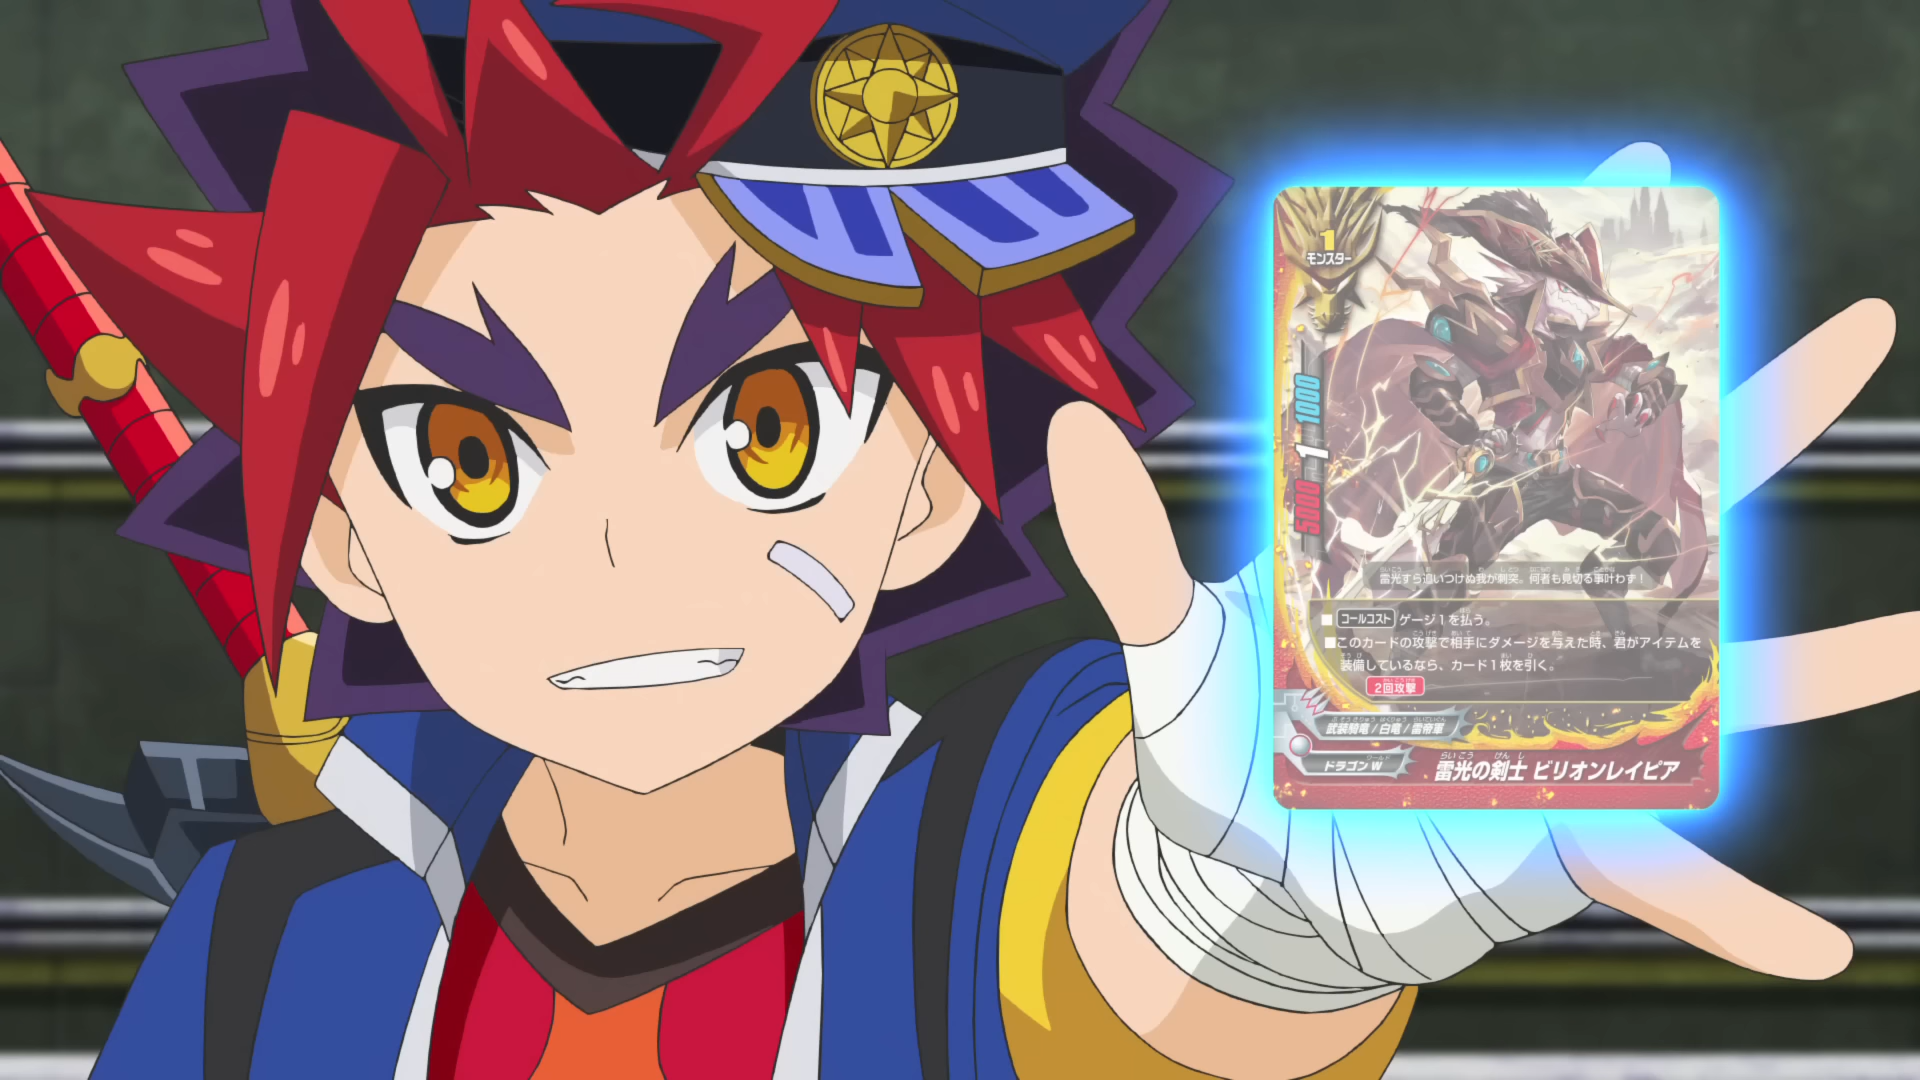 1
モンスター
5000 1 1000
雷光すら追いつけぬ我が刺突。何者も見切る事叶わず！
■コールコスト ゲージ１を払う。
■このカードの攻撃で相手にダメージを与えた時、君がアイテムを
装備しているなら、カード１枚を引く。
2回攻撃
武装騎竜 / 白竜 / 雷帝軍
ドラゴンW
雷光の剣士 ビリオンレイピア